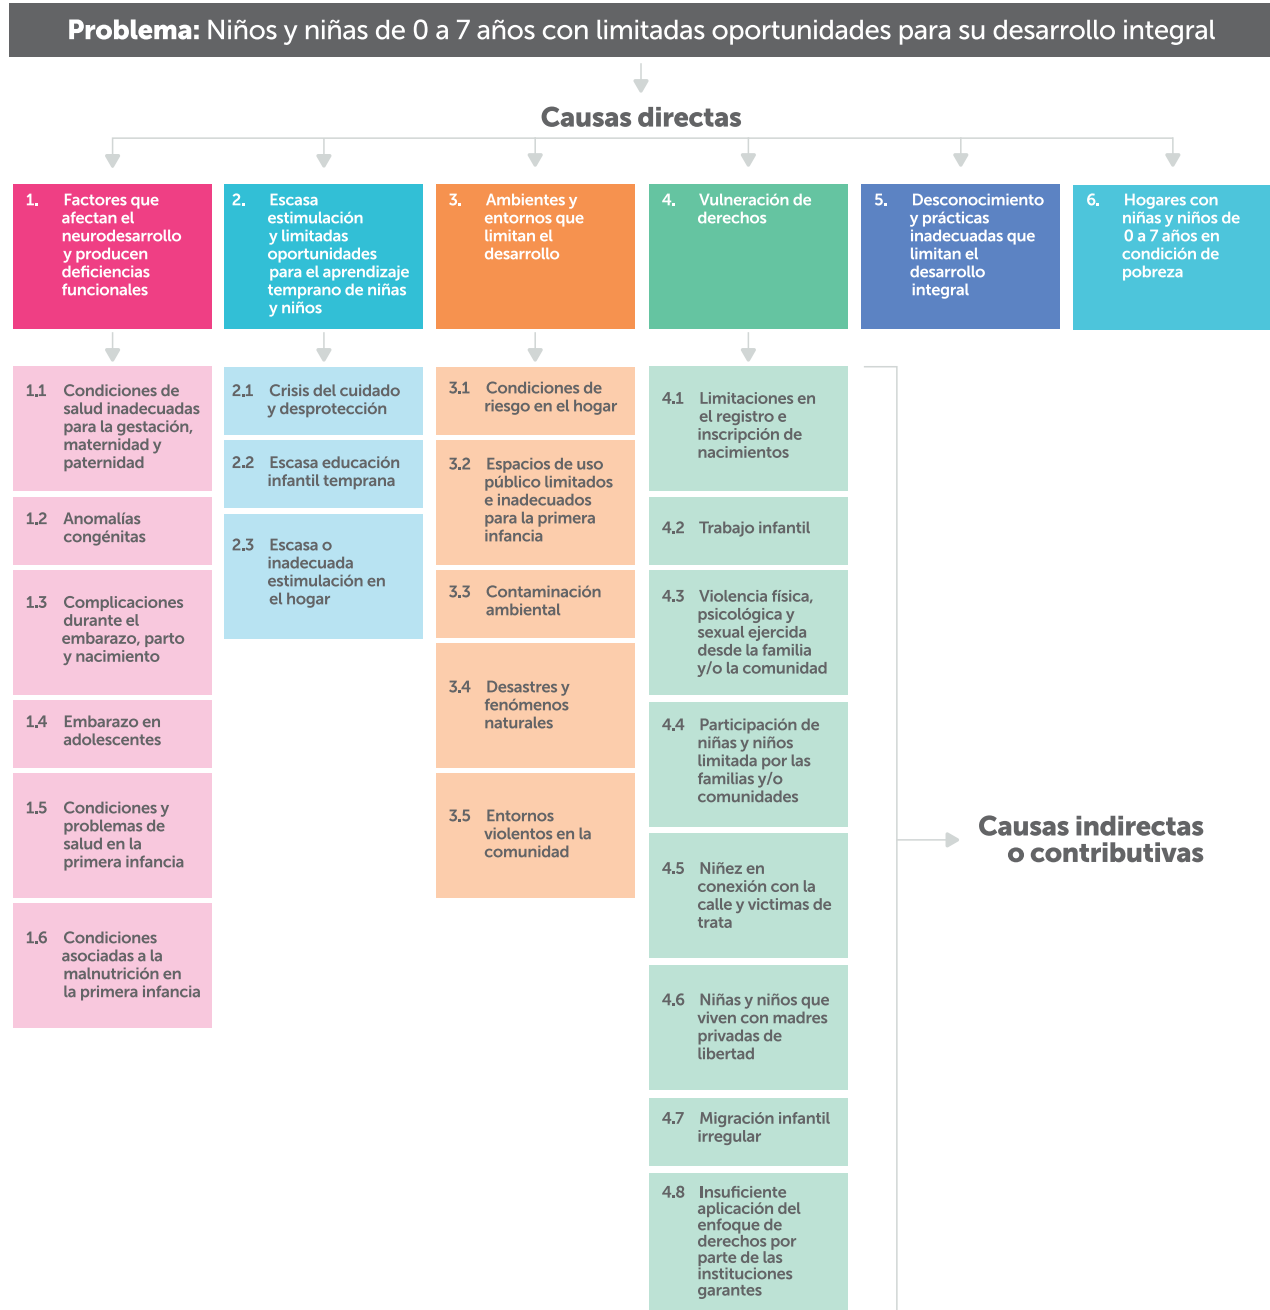 Problema: Niños y niñas de 0 a 7 años con limitadas oportunidades para su desarrollo integral
Causas directas
1. Factores que
afectan el
neurodesarrollo
y producen
deficiencias
funcionales
2. Escasa
estimulación
y limitadas
oportunidades
para el aprendizaje
temprano de niñas
y niños
3. Ambientes y
entornos que
limitan el
desarrollo
4. Vulneración de
derechos
5. Desconocimiento
y prácticas
inadecuadas que
limitan el
desarrollo
integral
6. Hogares con
niñas y niños de
0 a 7 años en
condición de
pobreza
1.1 Condiciones de
salud inadecuadas
para la gestación,
maternidad y
paternidad
1.2 Anomalías
congénitas
1.3 Complicaciones
durante el
embarazo, parto
y nacimiento
1.4 Embarazo en
adolescentes
1.5 Condiciones y
problemas de
salud en la
primera infancia
1.6 Condiciones
asociadas a la
malnutrición en
la primera infancia
2.1 Crisis del cuidado
y desprotección
2.2 Escasa educación
infantil temprana
2.3 Escasa o
inadecuada
estimulación en
el hogar
3.1 Condiciones de
riesgo en el hogar
3.2 Espacios de uso
público limitados
e inadecuados
para la primera
infancia
3.3 Contaminación
ambiental
3.4 Desastres y
fenómenos
naturales
3.5 Entornos
violentos en la
comunidad
4.1 Limitaciones en
el registro e
inscripción de
nacimientos
4.2 Trabajo infantil
4.3 Violencia física,
psicológica y
sexual ejercida
desde la familia
y/o la comunidad
4.4 Participación de
niñas y niños
limitada por las
familias y/o
comunidades
4.5 Niñez en
conexión con la
calle y victimas de
trata
4.6 Niñas y niños que
viven con madres
privadas de
libertad
4.7 Migración infantil
irregular
4.8 Insuficiente
aplicación del
enfoque de
derechos por
parte de las
instituciones
garantes
Causas indirectas
o contributivas